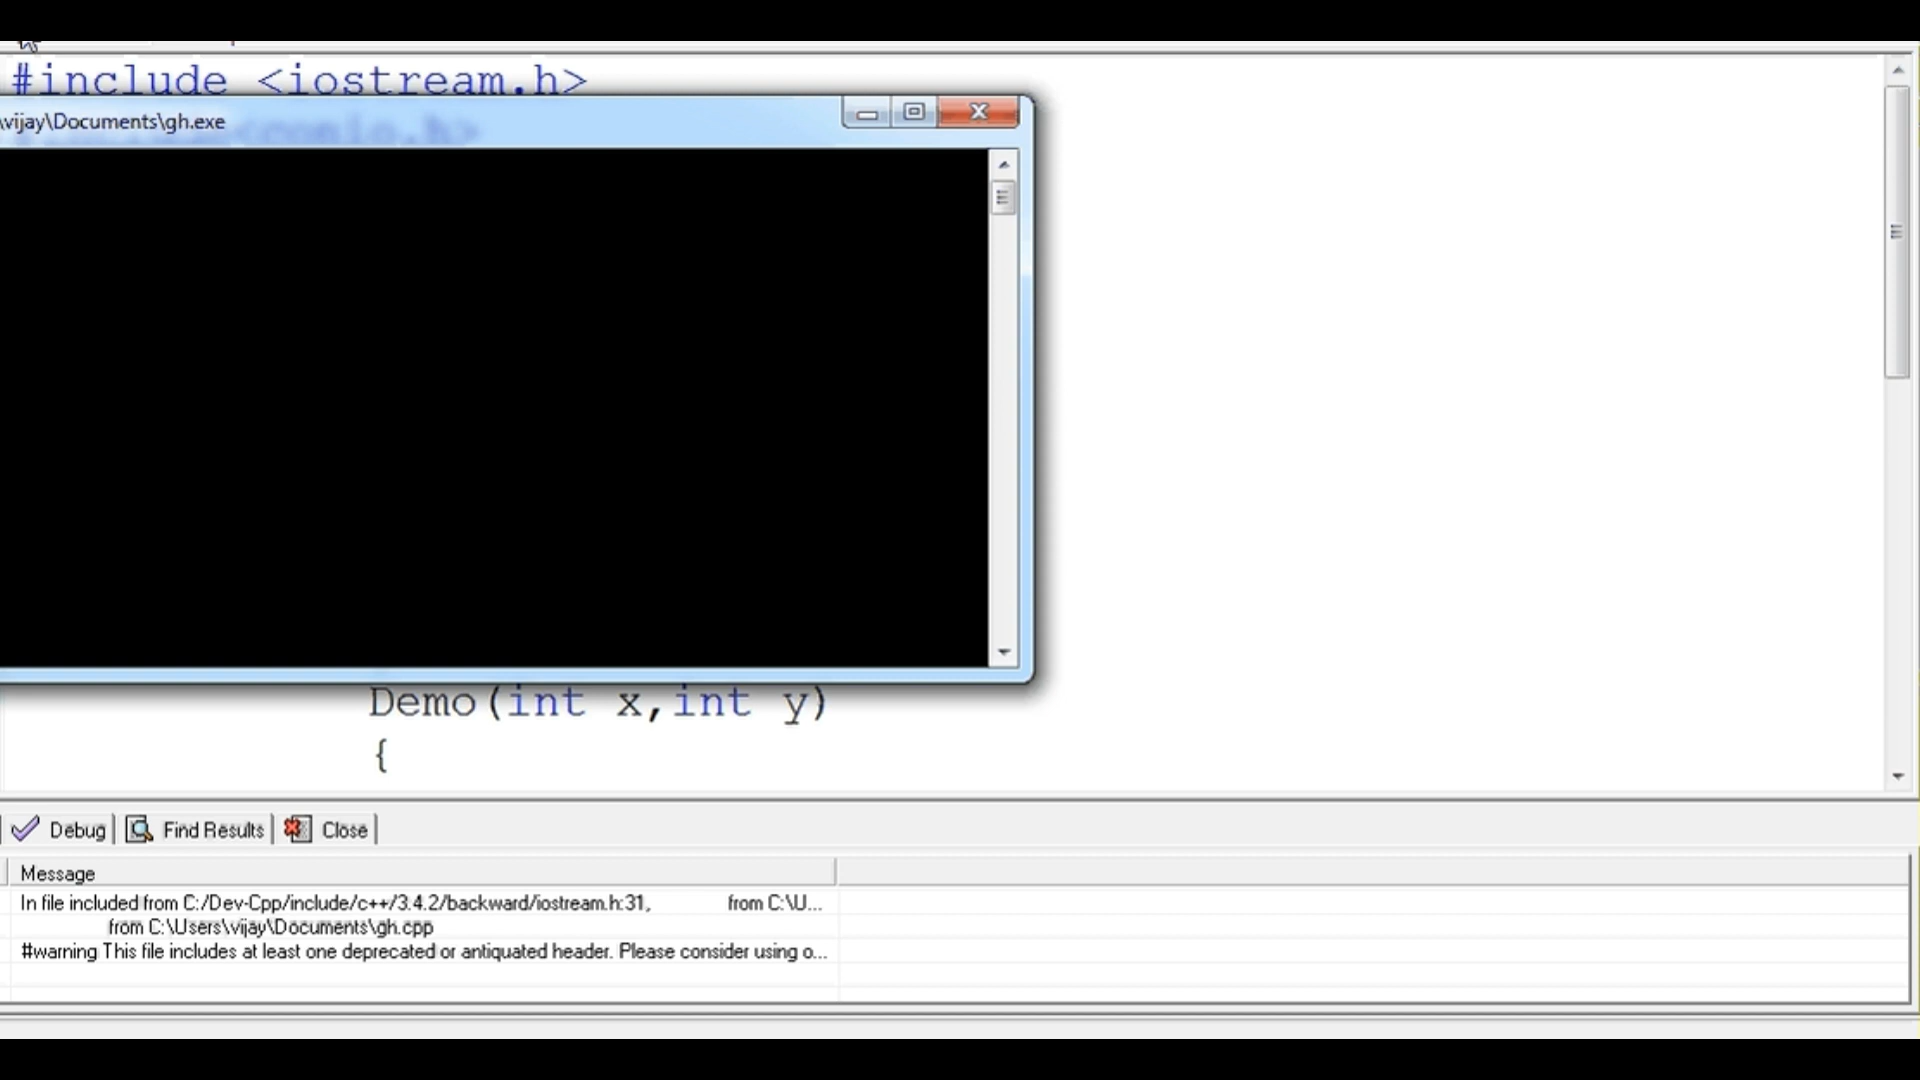 #include <iostream.h>
\vijay\Documents\gh.exe
<conio.h>
Demo(int x,int y)
{
Debug Find Results Close
Message
In file included from C:/Dev-Cpp/include/c++/3.4.2/backward/iostream.h:31, from C:\U...
from C:\Users\vijay\Documents\gh.cpp
#warning This file includes at least one deprecated or antiquated header. Please consider using o...